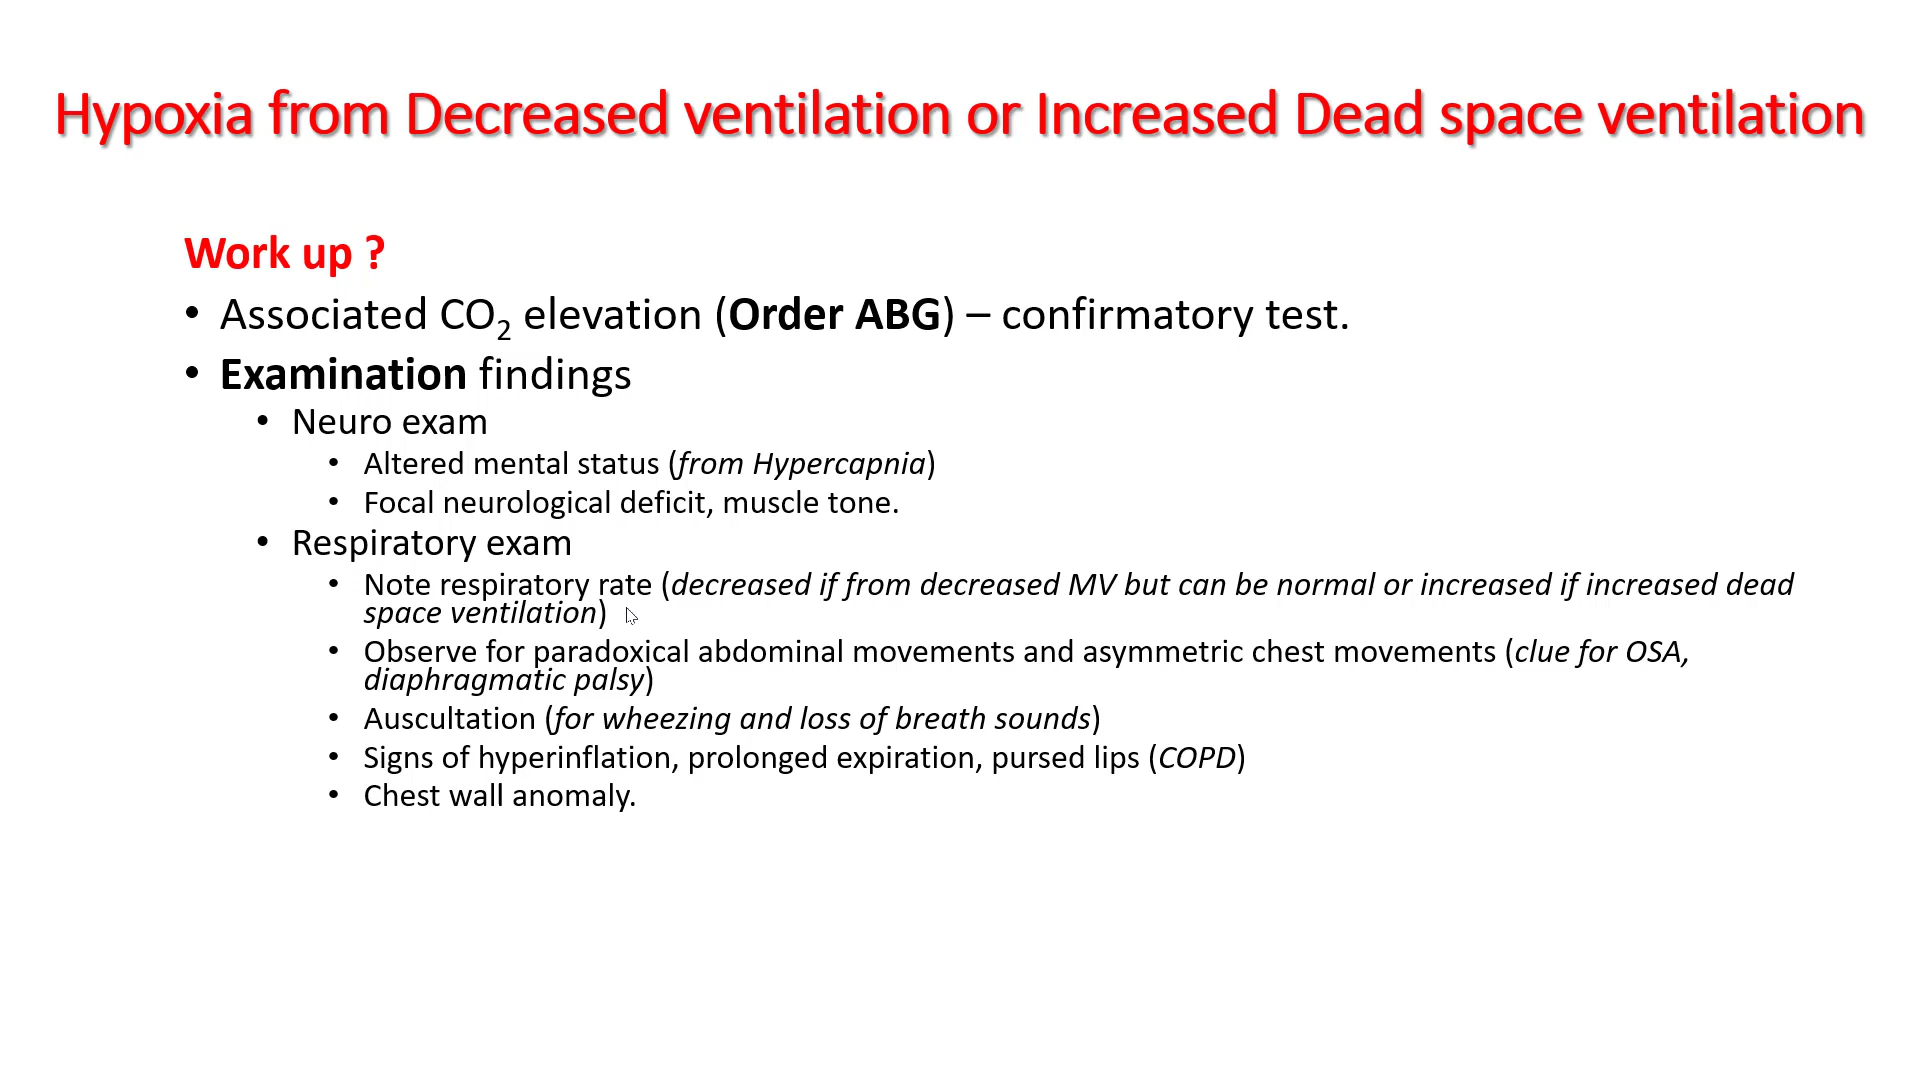 Hypoxia from Decreased ventilation or Increased Dead space ventilation
Work up ?
• Associated CO₂ elevation (Order ABG) – confirmatory test.
• Examination findings
• Neuro exam
• Altered mental status (from Hypercapnia)
• Focal neurological deficit, muscle tone.
• Respiratory exam
• Note respiratory rate (decreased if from decreased MV but can be normal or increased if increased dead
space ventilation)
• Observe for paradoxical abdominal movements and asymmetric chest movements (clue for OSA,
diaphragmatic palsy)
• Auscultation (for wheezing and loss of breath sounds)
• Signs of hyperinflation, prolonged expiration, pursed lips (COPD)
• Chest wall anomaly.